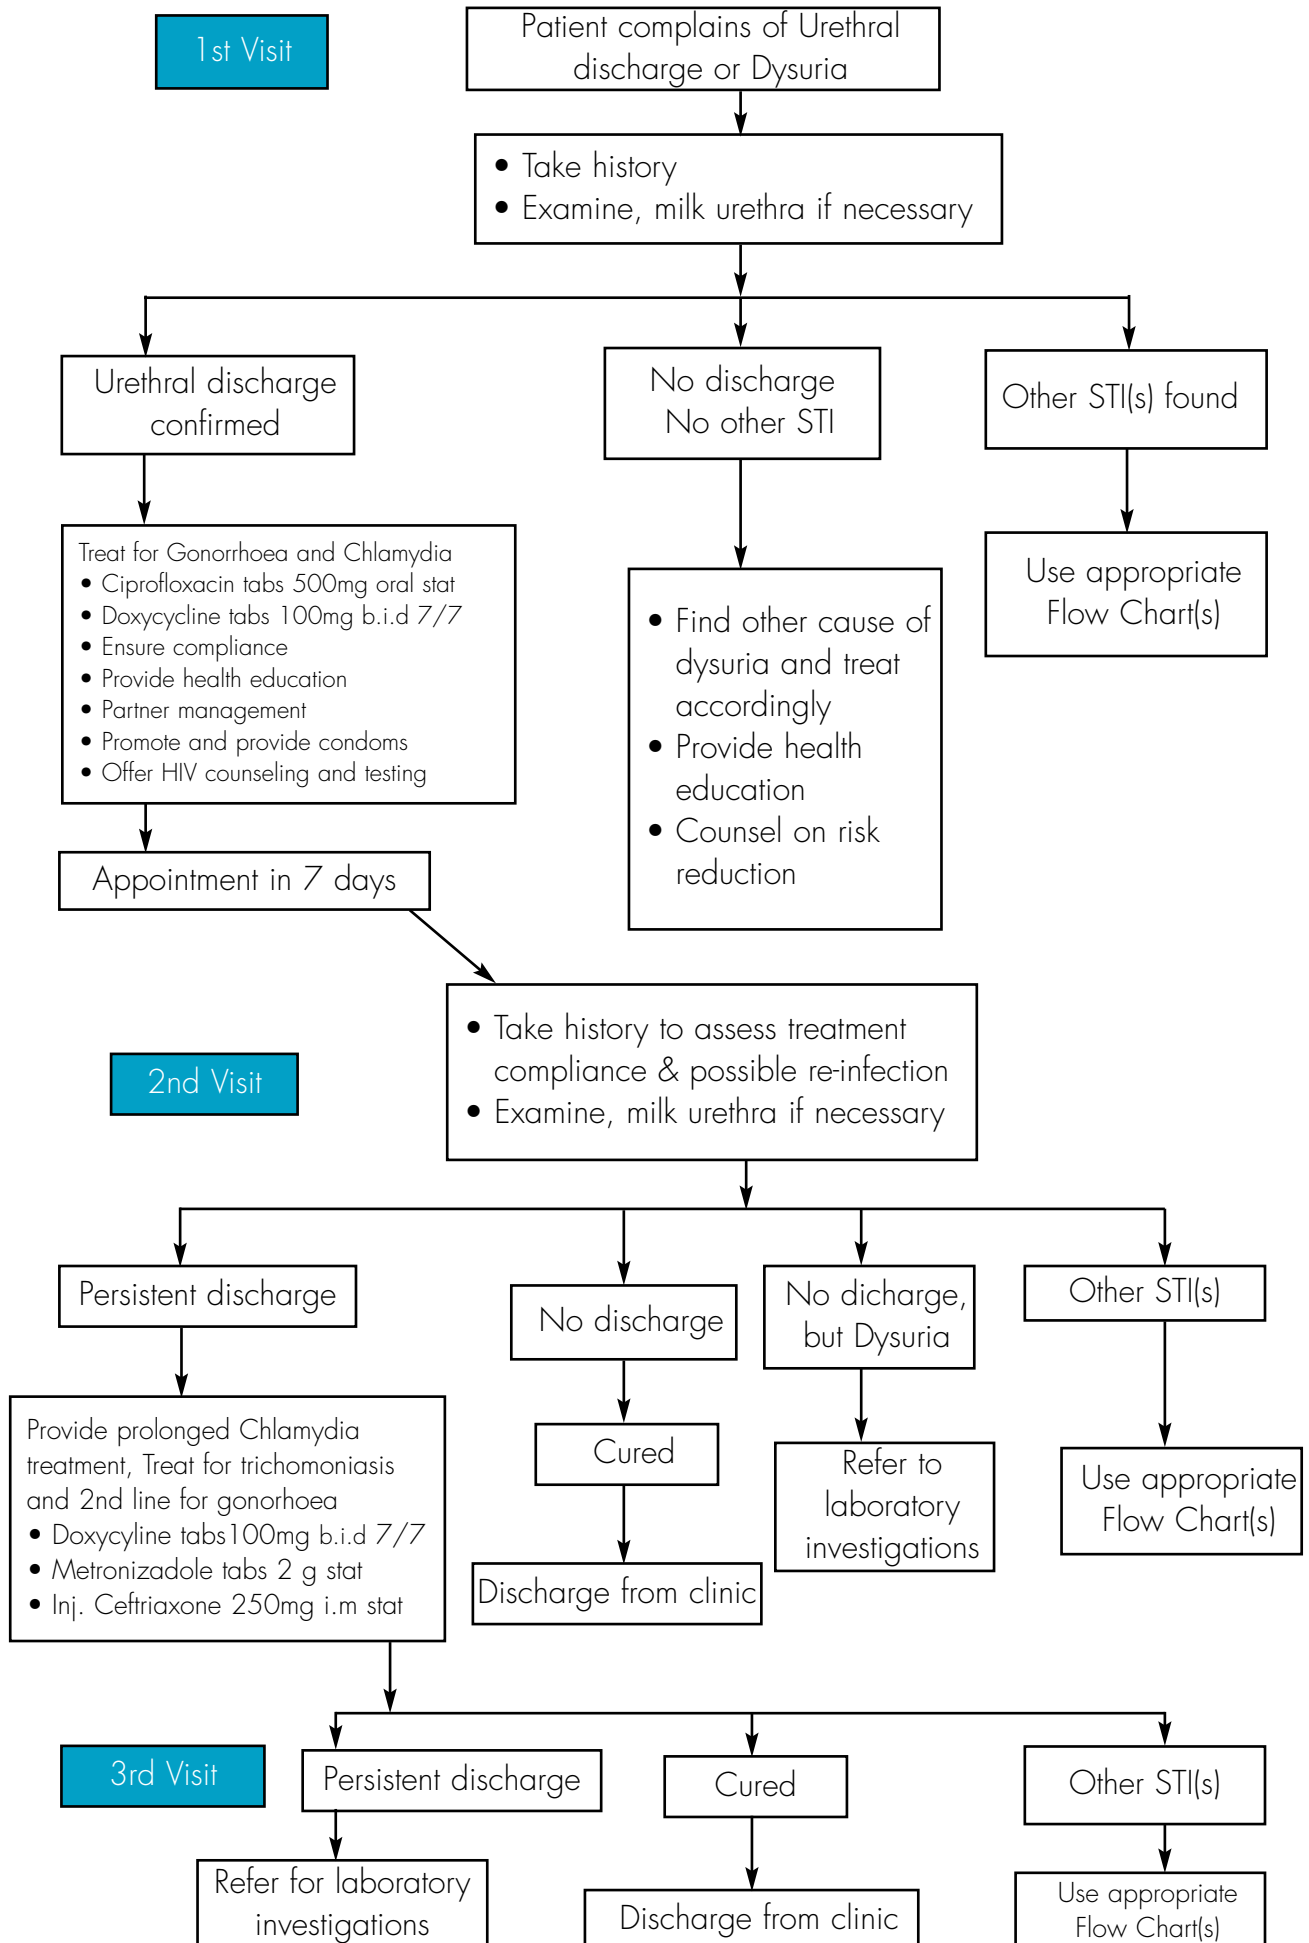 1st Visit
Patient complains of Urethral
discharge or Dysuria
• Take history
• Examine, milk urethra if necessary
Urethral discharge
confirmed
No discharge
No other STI
Other STI(s) found
Treat for Gonorrhoea and Chlamydia
• Ciprofloxacin tabs 500mg oral stat
• Doxycycline tabs 100mg b.i.d 7/7
• Ensure compliance
• Provide health education
• Partner management
• Promote and provide condoms
• Offer HIV counseling and testing
• Find other cause of
dysuria and treat
accordingly
• Provide health
education
• Counsel on risk
reduction
Use appropriate
Flow Chart(s)
Appointment in 7 days
2nd Visit
• Take history to assess treatment
compliance & possible re-infection
• Examine, milk urethra if necessary
Persistent discharge
No discharge
No dicharge,
but Dysuria
Other STI(s)
Provide prolonged Chlamydia
treatment, Treat for trichomoniasis
and 2nd line for gonorhoea
• Doxycyline tabs100mg b.i.d 7/7
• Metronizadole tabs 2 g stat
• Inj. Ceftriaxone 250mg i.m stat
Cured
Discharge from clinic
Refer to
laboratory
investigations
Use appropriate
Flow Chart(s)
3rd Visit
Persistent discharge
Cured
Other STI(s)
Refer for laboratory
investigations
Discharge from clinic
Use appropriate
Flow Chart(s)